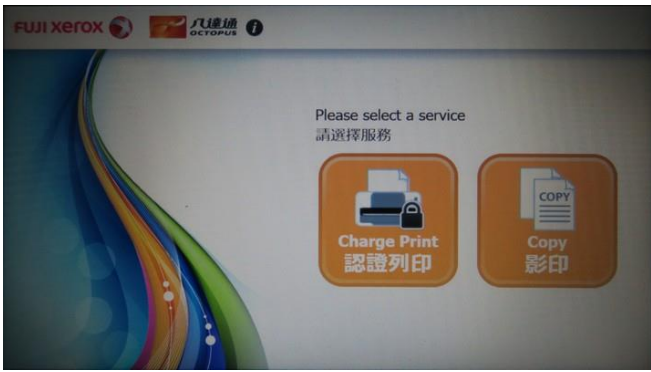 FUJI xerox
八達通
OCTOPUS
i
Please select a service
請選擇服務
Charge Print
認證列印
COPY
Copy
影印